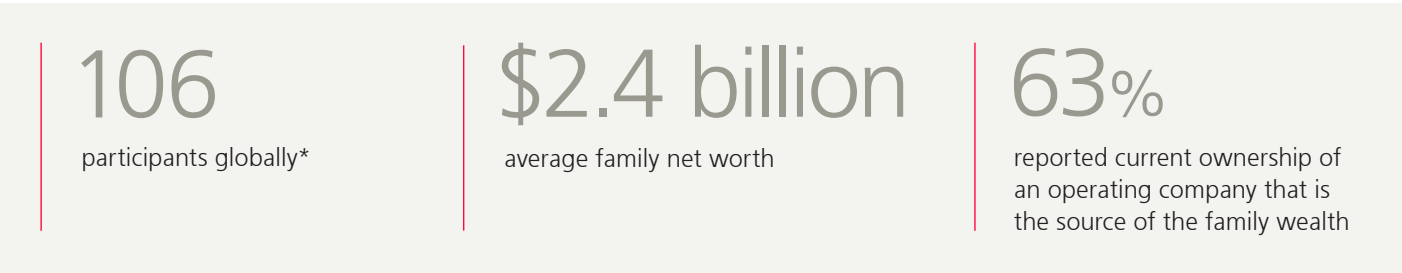 106
participants globally*
$2.4 billion
average family net worth
63%
reported current ownership of
an operating company that is
the source of the family wealth